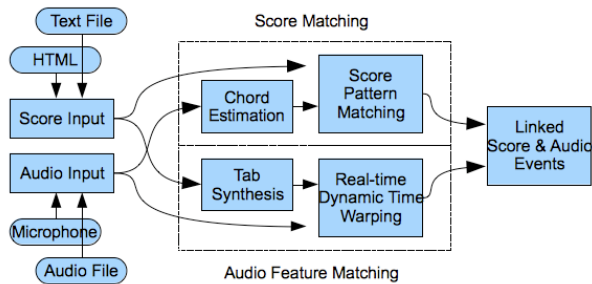 Text File
Score Matching
HTML
Score Input
Chord
Estimation
Score
Pattern
Matching
Linked
Score & Audio
Events
Audio Input
Tab
Synthesis
Real-time
Dynamic Time
Warping
Microphone
Audio File
Audio Feature Matching